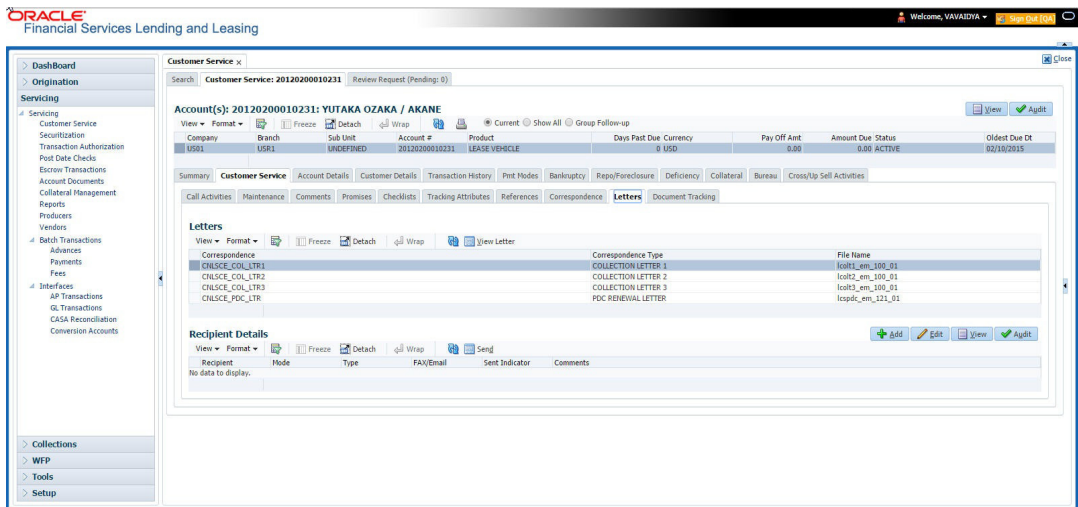 ORACLE
Financial Services Lending and Leasing
Welcome, VAVAIDYA
Sign Out [QA]
Close
DashBoard
Origination
Servicing
Servicing
Customer Service
Securitization
Transaction Authorization
Post Date Checks
Escrow Transactions
Account Documents
Collateral Management
Reports
Producers
Vendors
Batch Transactions
Advances
Payments
Fees
Interfaces
AP Transactions
GL Transactions
CASA Reconciliation
Conversion Accounts
Collections
WFP
Tools
Setup
Customer Service x
Search Customer Service: 20120200010231 Review Request (Pending: 0)
Account(s): 20120200010231: YUTAKA OZAKA / AKANE
View Audit
View Format Freeze Detach Wrap Current Show All Group Follow-up
Company Branch Sub Unit Account # Product Days Past Due Currency Pay Off Amt Amount Due Status Oldest Due Dt
US01 USR1 UNDEFINED 20120200010231 LEASE VEHICLE 0 USD 0.00 0.00 ACTIVE 02/10/2015
Summary Customer Service Account Details Customer Details Transaction History Pmt Modes Bankruptcy Repo/Foreclosure Deficiency Collateral Bureau Cross/Up Sell Activities
Call Activities Maintenance Comments Promises Checklists Tracking Attributes References Correspondence Letters Document Tracking
Letters
View Format Freeze Detach Wrap View Letter
Correspondence Correspondence Type File Name
CNLSCE_COL_LTR1 COLLECTION LETTER 1 lcolt1_em_100_01
CNLSCE_COL_LTR2 COLLECTION LETTER 2 lcolt2_em_100_01
CNLSCE_COL_LTR3 COLLECTION LETTER 3 lcolt3_em_100_01
CNLSCE_PDC_LTR PDC RENEWAL LETTER lcspdc_em_121_01
Recipient Details
Add Edit View Audit
View Format Freeze Detach Wrap Send
Recipient Mode Type FAX/Email Sent Indicator Comments
No data to display.